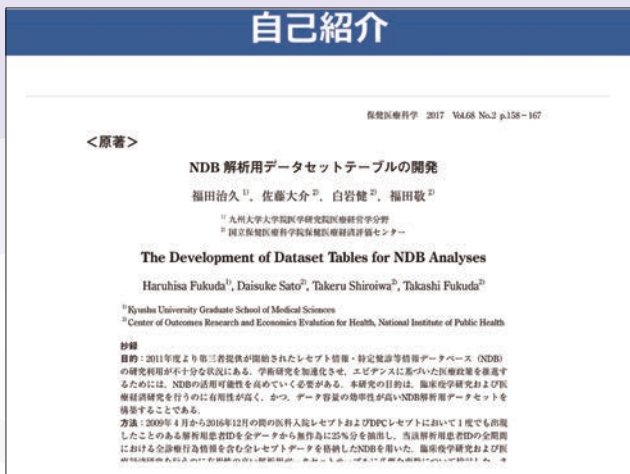 自己紹介
保健医療科学 2017 Vol.68 No.2 p.158−167
<原著>
NDB 解析用データセットテーブルの開発
福田治久 1), 佐藤大介 2), 白岩健 2), 福田敬 2)
1) 九州大学大学院医学研究院医療経営学分野
2) 国立保健医療科学院保健医療経済評価センター
The Development of Dataset Tables for NDB Analyses
Haruhisa Fukuda1), Daisuke Sato2), Takeru Shiroiwa2), Takashi Fukuda2)
1) Kyushu University Graduate School of Medical Sciences
2) Center of Outcomes Research and Economics Evalution for Health, National Institute of Public Health
抄録
目的：2011年度より第三者提供が開始されたレセプト情報・特定健診等情報データベース（NDB）
の研究利用が不十分な状況にある．学術研究を加速化させ，エビデンスに基づいた医療政策を推進す
るためには，NDBの活用可能性を高めていく必要がある．本研究の目的は，臨床疫学研究および医
療経済研究を行うのに有用性が高く，かつ，データ容量の効率性が高いNDB解析用データセットを
構築することである．
方法：2009年４月から2016年12月の間の医科入院レセプトおよびDPCレセプトにおいて１度でも出現
したことのある解析用患者IDを全データから無作為に25%分を抽出し，当該解析用患者IDの全期間
における全診療行為情報を含む全レセプトデータを格納したNDBを用いた．臨床疫学研究および医